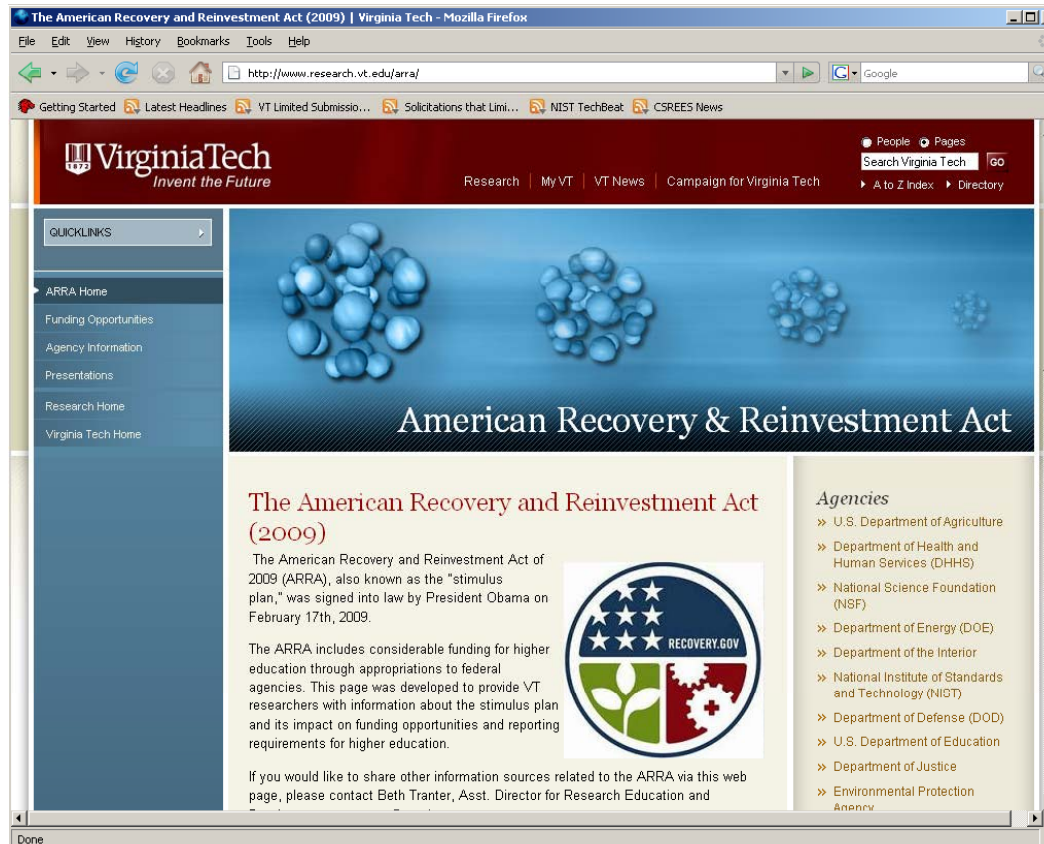 The American Recovery and Reinvestment Act (2009) | Virginia Tech - Mozilla Firefox
File Edit View History Bookmarks Tools Help
http://www.research.vt.edu/arra/
G Google
Getting Started Latest Headlines VT Limited Submissio... Solicitations that Limi... NIST TechBeat CSREES News
VirginiaTech
1872
Invent the Future
Research | My VT | VT News | Campaign for Virginia Tech
People Pages
Search Virginia Tech GO
A to Z Index Directory
QUICKLINKS
ARRA Home
Funding Opportunities
Agency Information
Presentations
Research Home
Virginia Tech Home
American Recovery & Reinvestment Act
The American Recovery and Reinvestment Act
(2009)
The American Recovery and Reinvestment Act of
2009 (ARRA), also known as the "stimulus
plan," was signed into law by President Obama on
February 17th, 2009.
The ARRA includes considerable funding for higher
education through appropriations to federal
agencies. This page was developed to provide VT
researchers with information about the stimulus plan
and its impact on funding opportunities and reporting
requirements for higher education.
RECOVERY.GOV
If you would like to share other information sources related to the ARRA via this web
page, please contact Beth Tranter, Asst. Director for Research Education and
Agencies
» U.S. Department of Agriculture
» Department of Health and
Human Services (DHHS)
» National Science Foundation
(NSF)
» Department of Energy (DOE)
» Department of the Interior
» National Institute of Standards
and Technology (NIST)
» Department of Defense (DOD)
» U.S. Department of Education
» Department of Justice
» Environmental Protection
Agency
Done